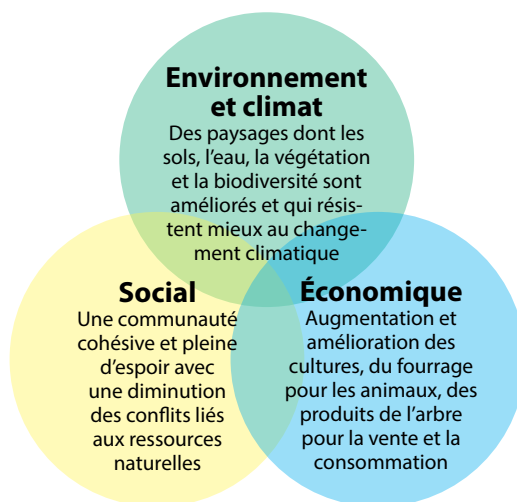 Environnement
et climat
Des paysages dont les
sols, l’eau, la végétation
et la biodiversité sont
améliorés et qui résis-
tent mieux au change-
ment climatique
Social
Une communauté
cohésive et pleine
d’espoir avec
une diminution
des conflits liés
aux ressources
naturelles
Économique
Augmentation et
amélioration des
cultures, du fourrage
pour les animaux, des
produits de l’arbre
pour la vente et la
consommation